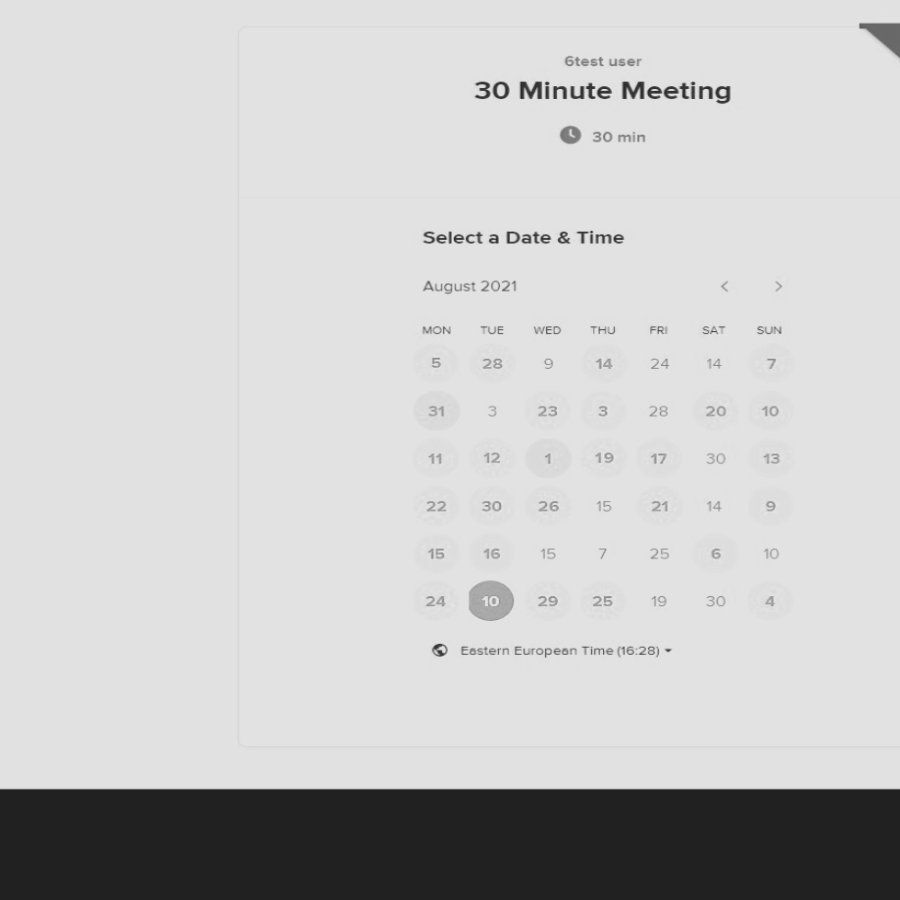 6test user
30 Minute Meeting
30 min
Select a Date & Time
August 2021
MON TUE WED THU FRI SAT SUN
5 28 9 14 24 14 7
31 3 23 3 28 20 10
11 12 1 19 17 30 13
22 30 26 15 21 14 9
15 16 15 7 25 6 10
24 10 29 25 19 30 4
Eastern European Time (16:28)